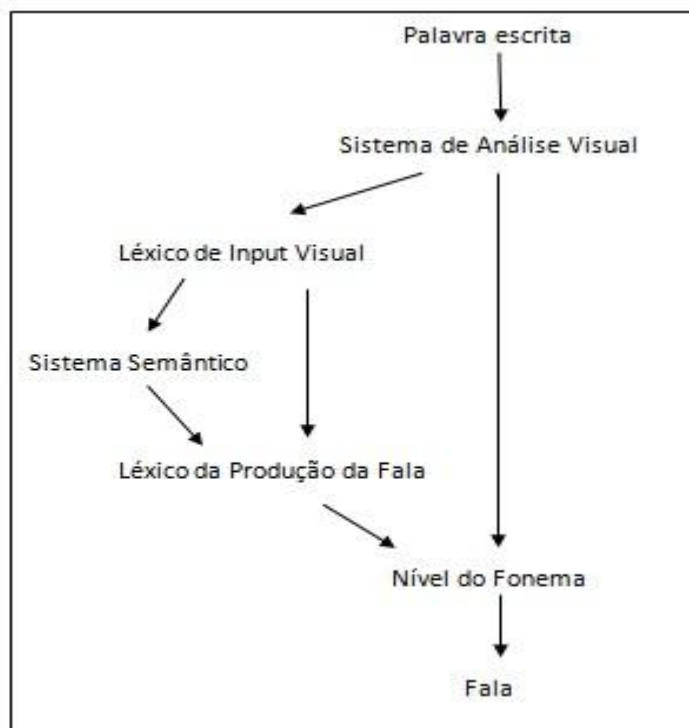 Palavra escrita
Sistema de Análise Visual
Léxico de Input Visual
Sistema Semântico
Léxico da Produção da Fala
Nível do Fonema
Fala